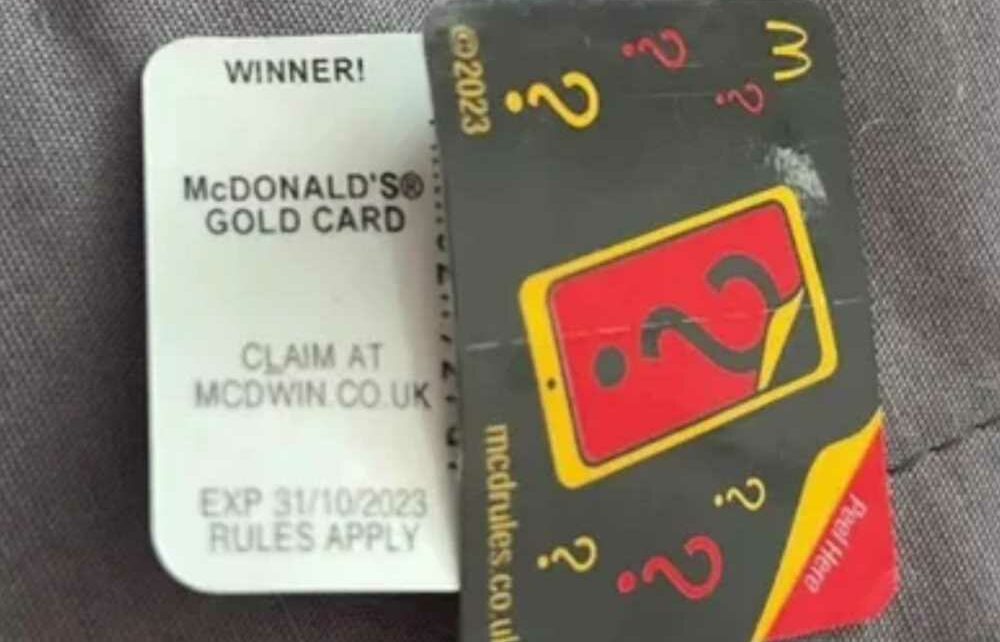 WINNER!
McDONALD'S®
GOLD CARD
CLAIM AT
MCDWIN.CO.UK
EXP 31/10/2023
RULES APPLY
©2023
? ? ?
?
mcdrules.co.u
? ? ?
Peel Here